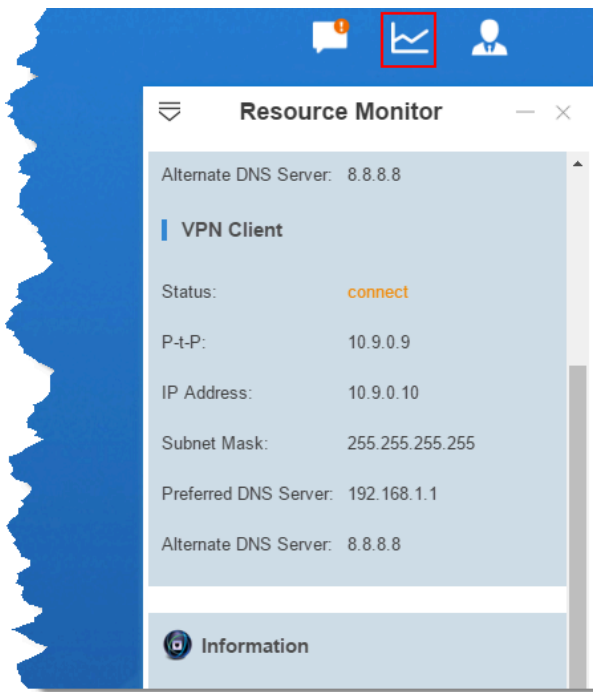 Resource Monitor
Alternate DNS Server: 8.8.8.8
VPN Client
Status: connect
P-t-P: 10.9.0.9
IP Address: 10.9.0.10
Subnet Mask: 255.255.255.255
Preferred DNS Server: 192.168.1.1
Alternate DNS Server: 8.8.8.8
Information